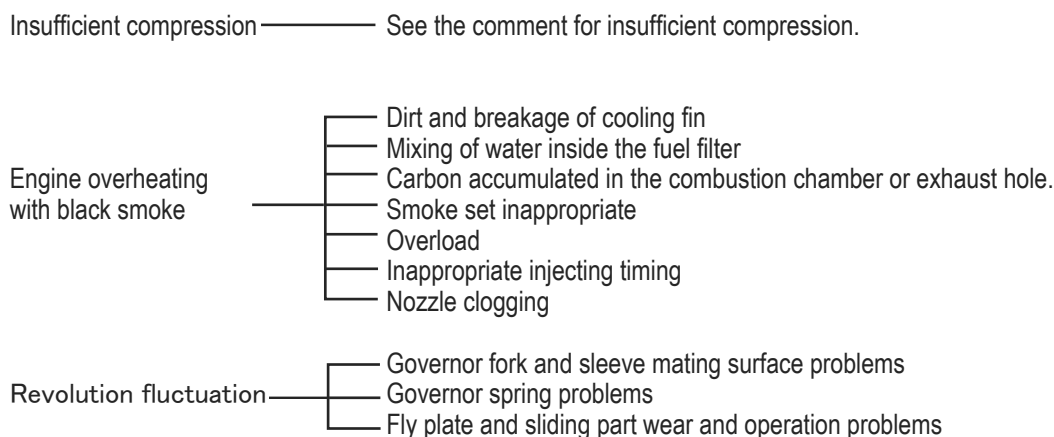 Insufficient compression See the comment for insufficient compression.
Dirt and breakage of cooling fin
Mixing of water inside the fuel filter
Engine overheating
with black smoke
Carbon accumulated in the combustion chamber or exhaust hole.
Smoke set inappropriate
Overload
Inappropriate injecting timing
Nozzle clogging
Governor fork and sleeve mating surface problems
Revolution fluctuation
Governor spring problems
Fly plate and sliding part wear and operation problems